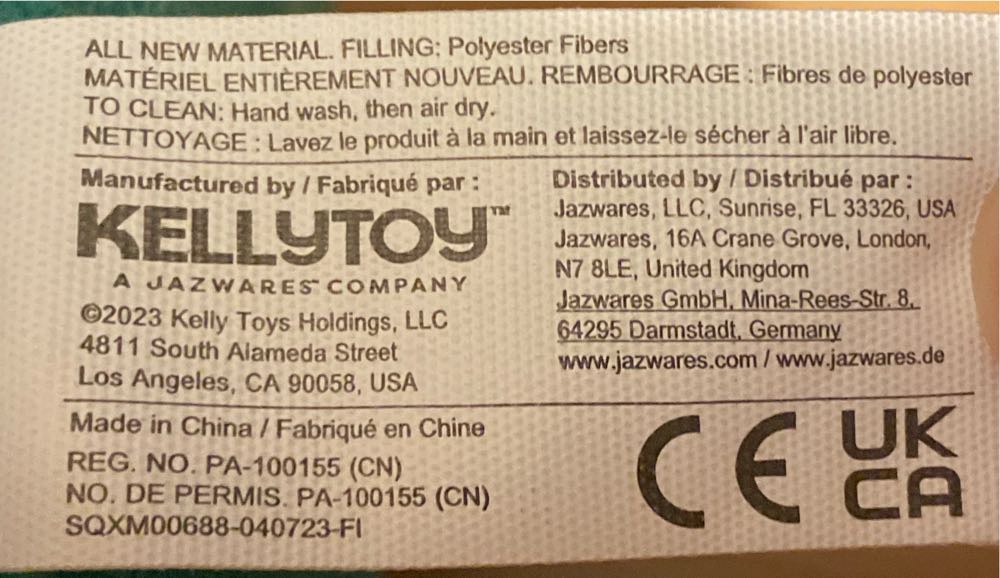 ALL NEW MATERIAL. FILLING: Polyester Fibers
MATÉRIEL ENTIÈREMENT NOUVEAU. REMBOURRAGE : Fibres de polyester
TO CLEAN: Hand wash, then air dry.
NETTOYAGE : Lavez le produit à la main et laissez-le sécher à l'air libre.
Manufactured by / Fabriqué par :
KELLYTOY™
A JAZWARES™ COMPANY
©2023 Kelly Toys Holdings, LLC
4811 South Alameda Street
Los Angeles, CA 90058, USA
Distributed by / Distribué par :
Jazwares, LLC, Sunrise, FL 33326, USA
Jazwares, 16A Crane Grove, London,
N7 8LE, United Kingdom
Jazwares GmbH, Mina-Rees-Str. 8,
64295 Darmstadt, Germany
www.jazwares.com / www.jazwares.de
Made in China / Fabriqué en Chine
REG. NO. PA-100155 (CN)
NO. DE PERMIS. PA-100155 (CN)
SQXM00688-040723-FI
CE
UK
CA